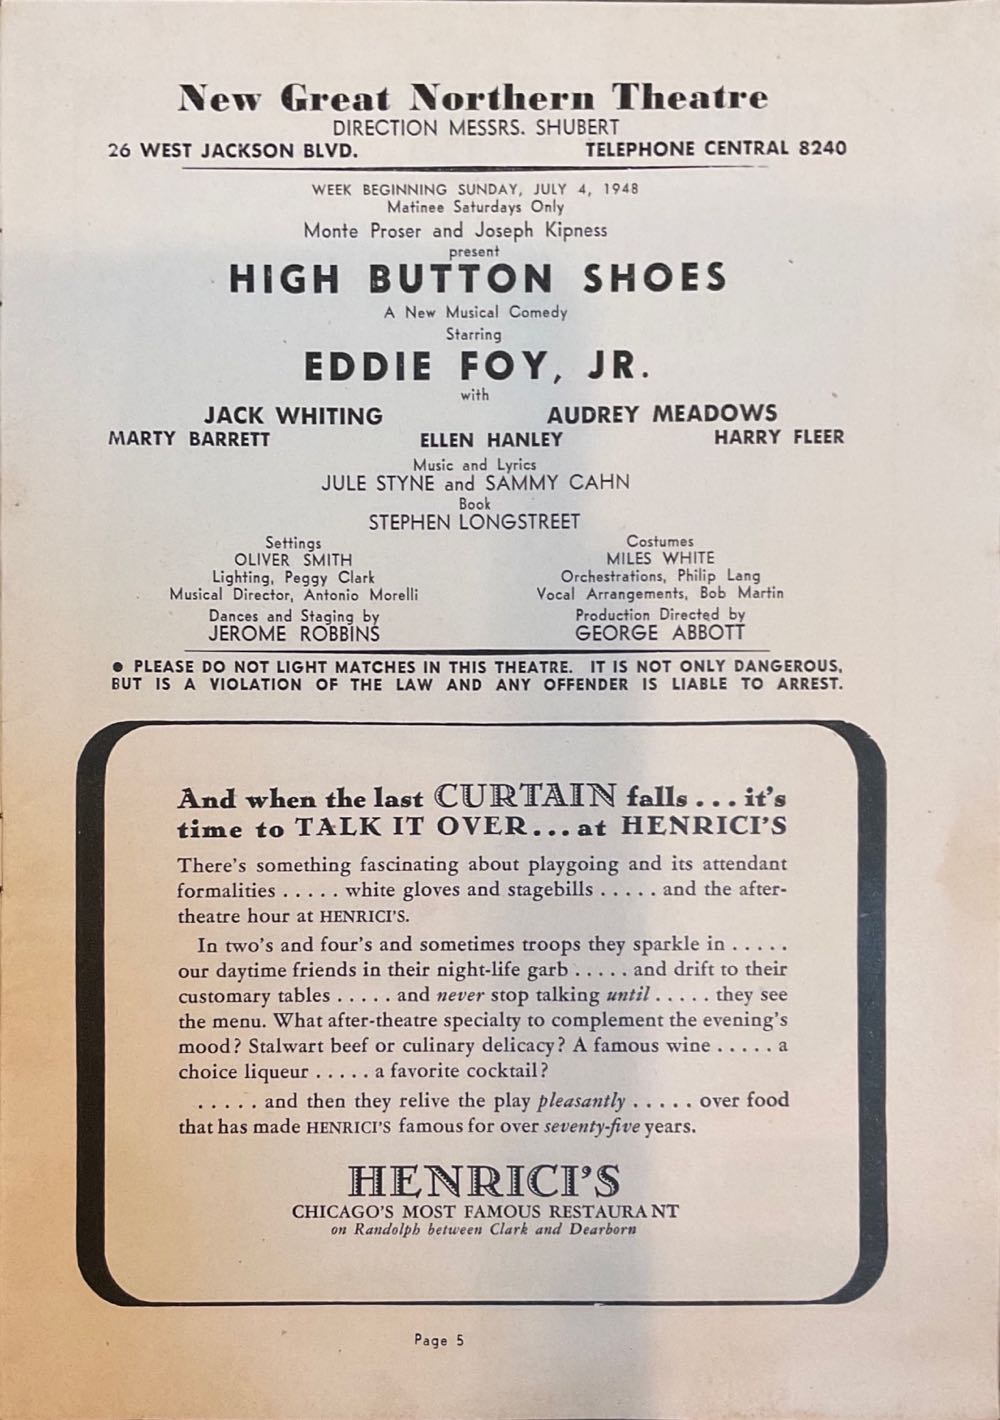 New Great Northern Theatre
DIRECTION MESSRS. SHUBERT
26 WEST JACKSON BLVD. TELEPHONE CENTRAL 8240
WEEK BEGINNING SUNDAY, JULY 4, 1948
Matinee Saturdays Only
Monte Proser and Joseph Kipness
present
HIGH BUTTON SHOES
A New Musical Comedy
Starring
EDDIE FOY, JR.
with
JACK WHITING AUDREY MEADOWS
MARTY BARRETT ELLEN HANLEY HARRY FLEER
Music and Lyrics
JULE STYNE and SAMMY CAHN
Book
STEPHEN LONGSTREET
Settings
OLIVER SMITH
Lighting, Peggy Clark
Musical Director, Antonio Morelli
Dances and Staging by
JEROME ROBBINS
Costumes
MILES WHITE
Orchestrations, Philip Lang
Vocal Arrangements, Bob Martin
Production Directed by
GEORGE ABBOTT
● PLEASE DO NOT LIGHT MATCHES IN THIS THEATRE. IT IS NOT ONLY DANGEROUS,
BUT IS A VIOLATION OF THE LAW AND ANY OFFENDER IS LIABLE TO ARREST.
And when the last CURTAIN falls . . . it's
time to TALK IT OVER . . . at HENRICI'S
There's something fascinating about playgoing and its attendant
formalities . . . . . white gloves and stagebills . . . . . and the after-
theatre hour at HENRICI'S.
In two's and four's and sometimes troops they sparkle in . . . . .
our daytime friends in their night-life garb . . . . . and drift to their
customary tables . . . . . and never stop talking until . . . . . they see
the menu. What after-theatre specialty to complement the evening's
mood? Stalwart beef or culinary delicacy? A famous wine . . . . . a
choice liqueur . . . . . a favorite cocktail?
. . . . . and then they relive the play pleasantly . . . . . over food
that has made HENRICI'S famous for over seventy-five years.
HENRICI'S
CHICAGO'S MOST FAMOUS RESTAURANT
on Randolph between Clark and Dearborn
Page 5